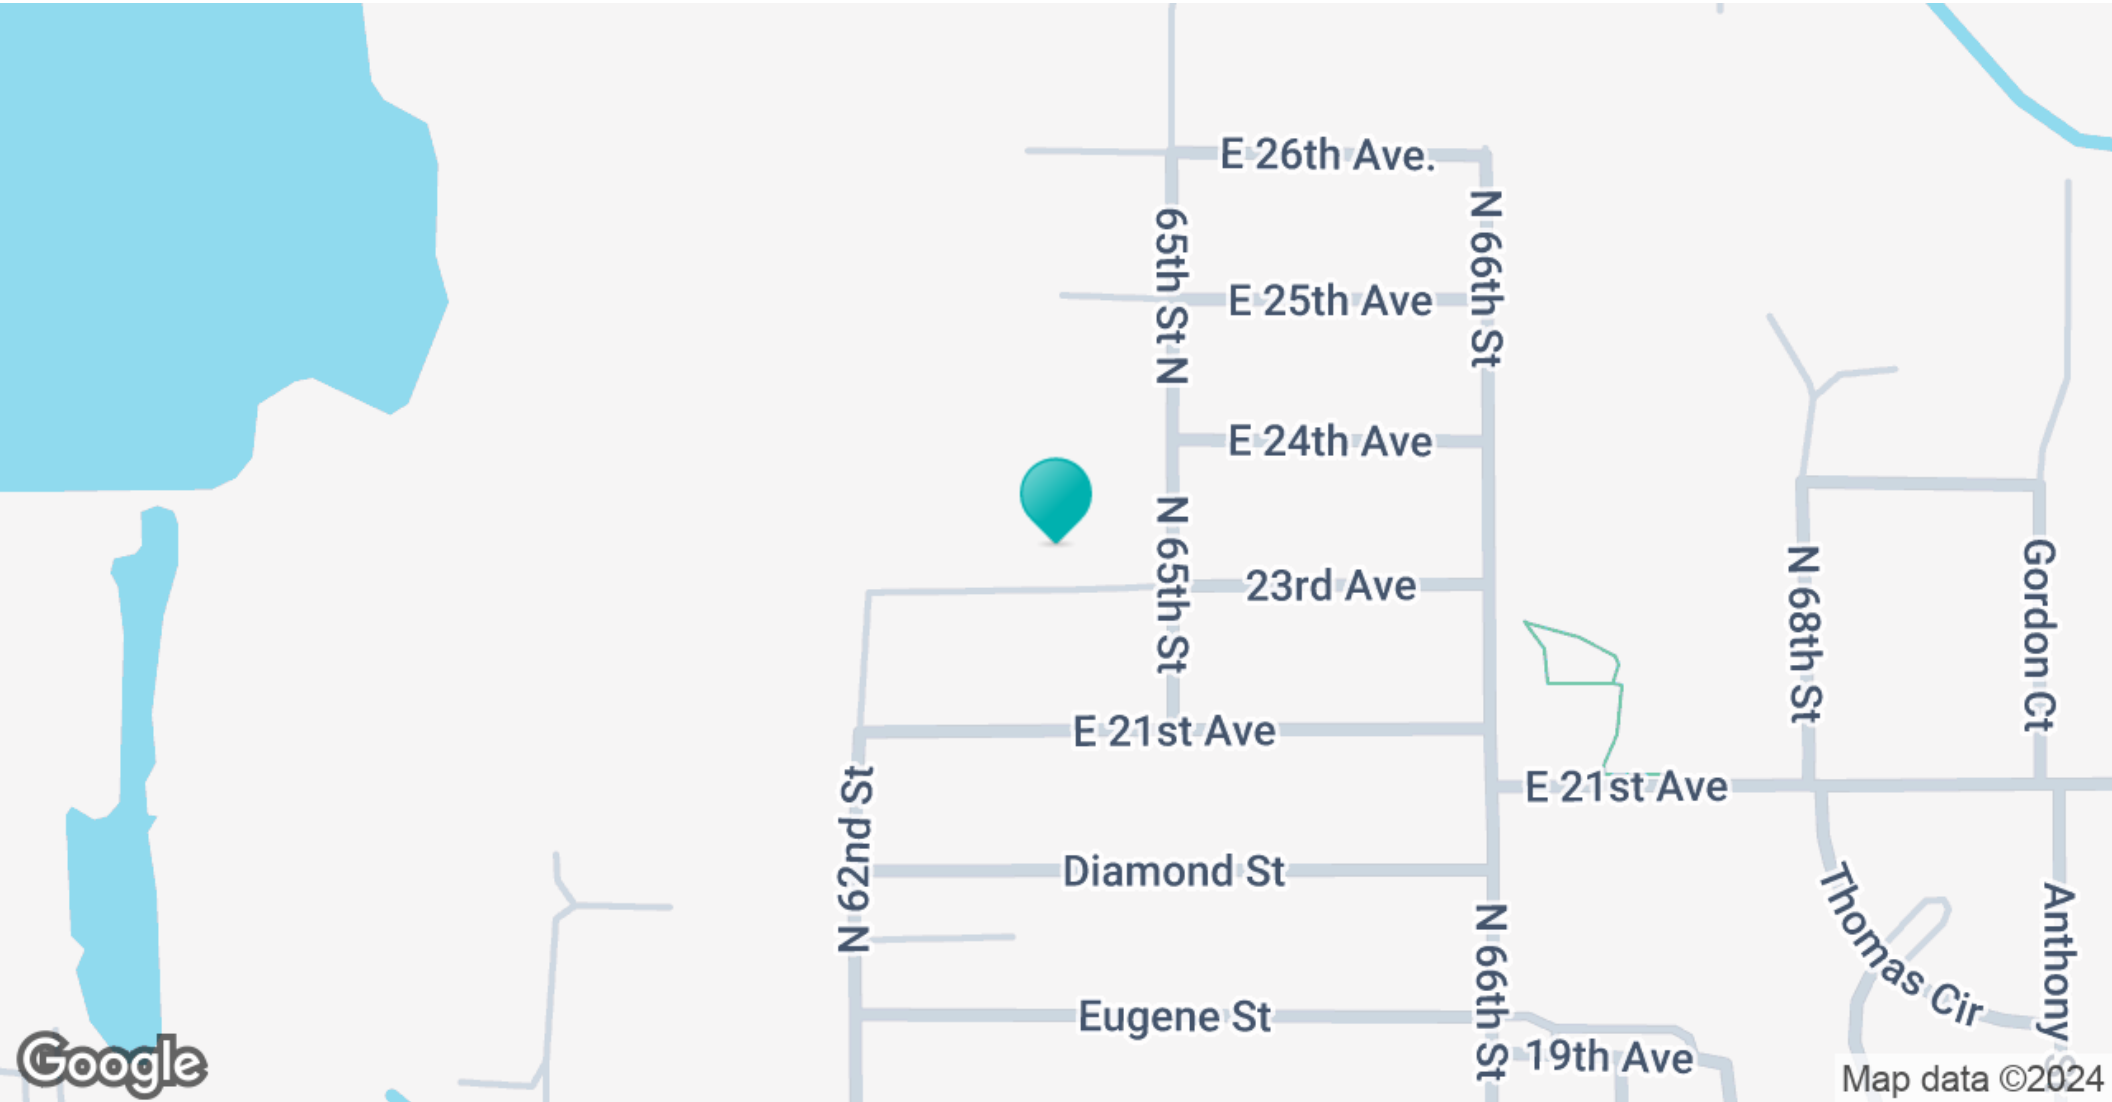 E 26th Ave.
65th St N
N 66th St
E 25th Ave
E 24th Ave
N 65th St
23rd Ave
N 68th St
Gordon Ct
E 21st Ave
N 62nd St
E 21st Ave
Diamond St
Thomas Cir
Anthony S
N 66th St
Eugene St
19th Ave
Google
Map data ©2024